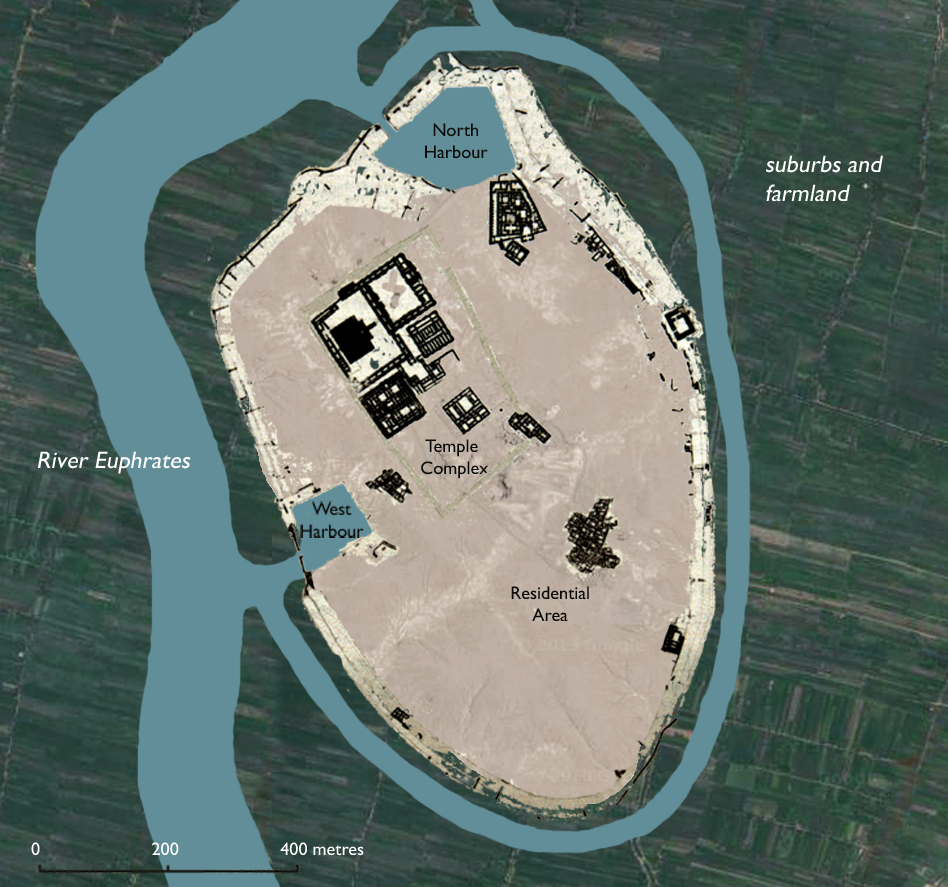 North
Harbour
suburbs and
farmland
Temple
Complex
River Euphrates
West
Harbour
Residential
Area
0 200 400 metres